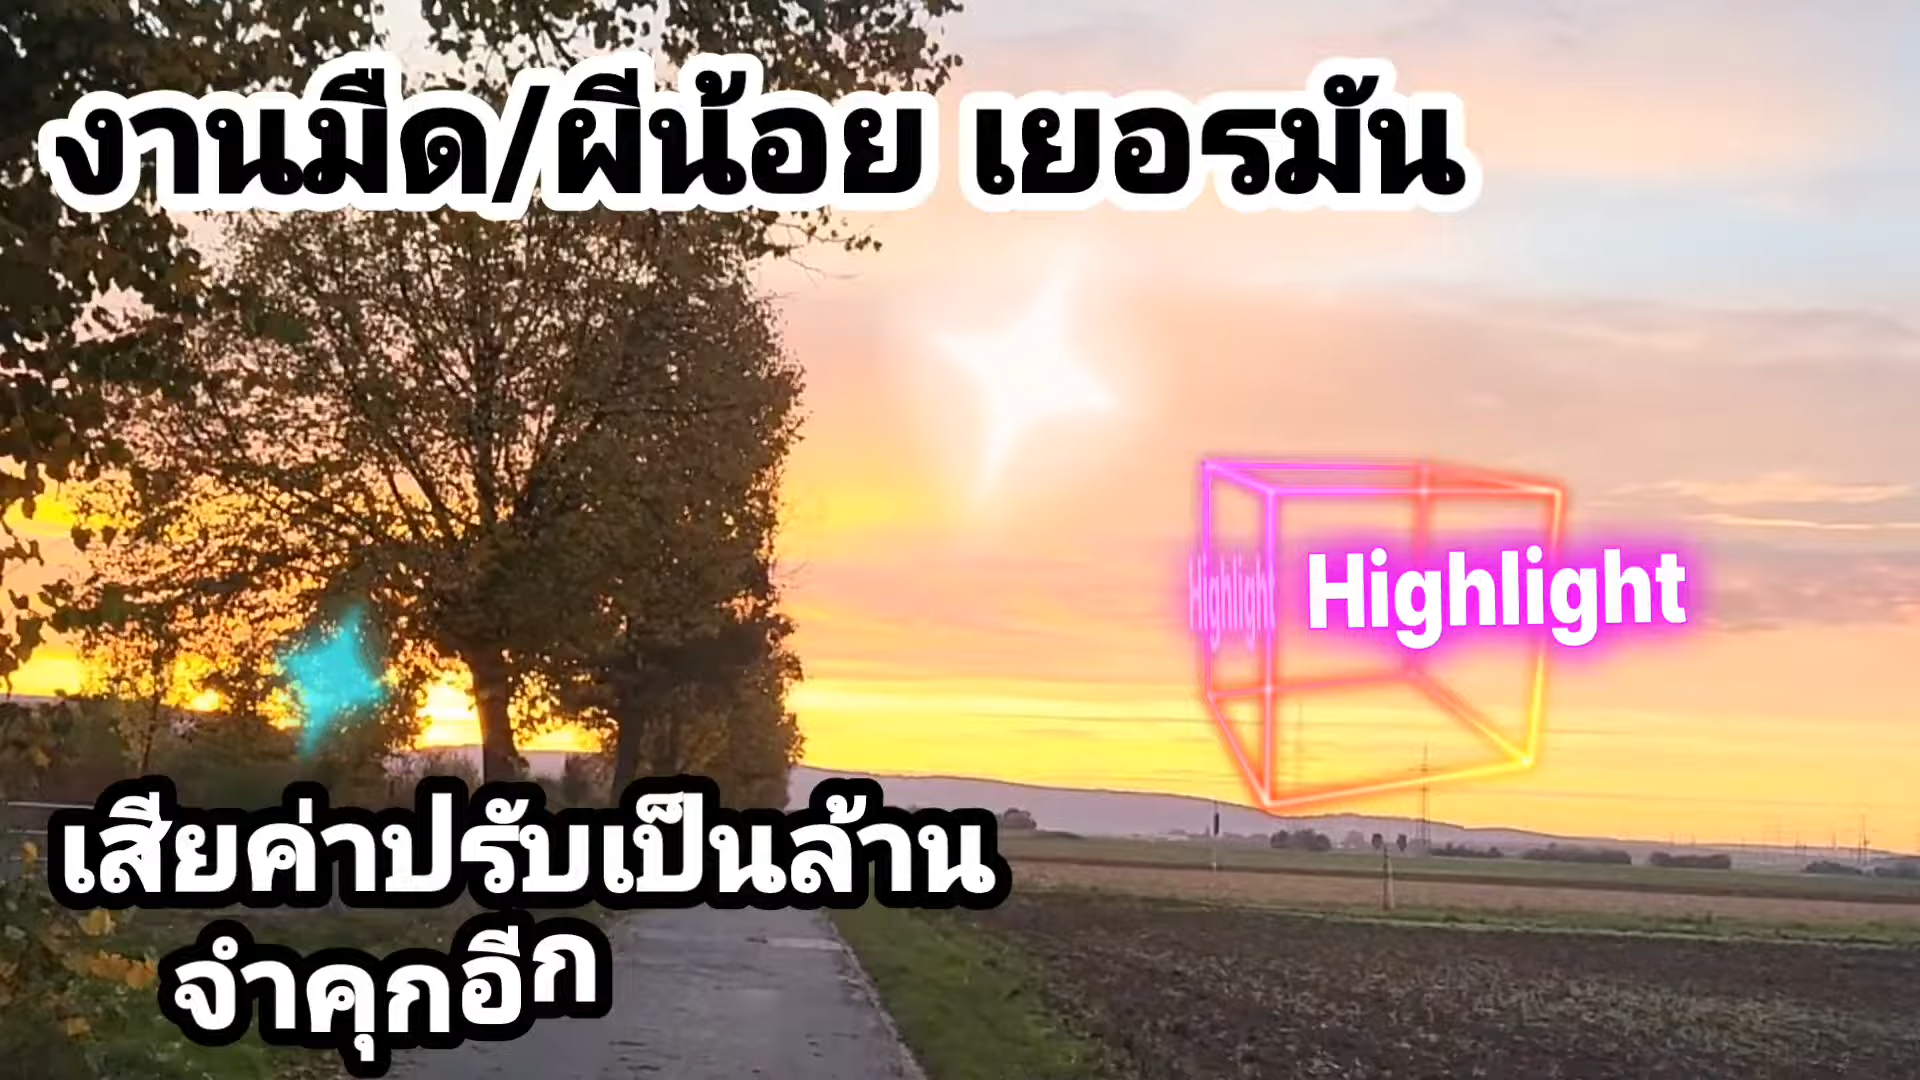 งานมืด/ผีน้อย เยอรมัน
Highlight Highlight
เสียค่าปรับเป็นล้าน
จำคุกอีก